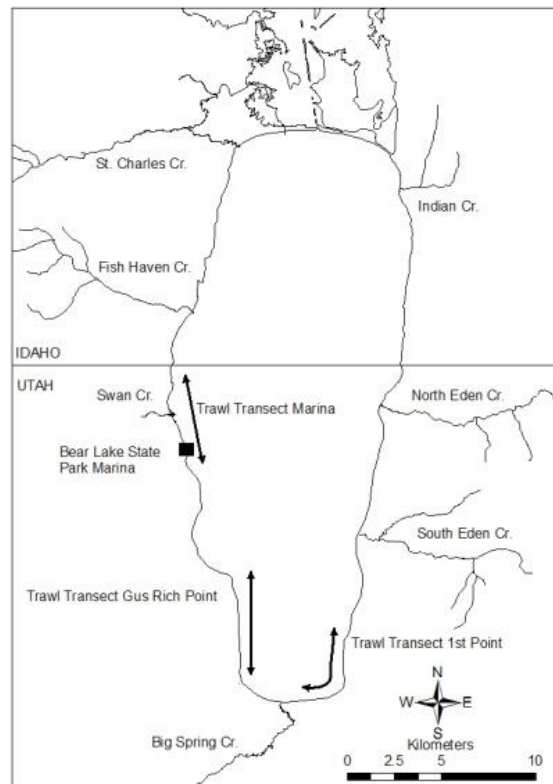 St. Charles Cr.
Indian Cr.
Fish Haven Cr.
IDAHO
UTAH
Swan Cr.
Trawl Transect Marina
North Eden Cr.
Bear Lake State
Park Marina
South Eden Cr.
Trawl Transect Gus Rich Point
Trawl Transect 1st Point
N
W
E
S
Big Spring Cr.
Kilometers
0 2.5 5 10